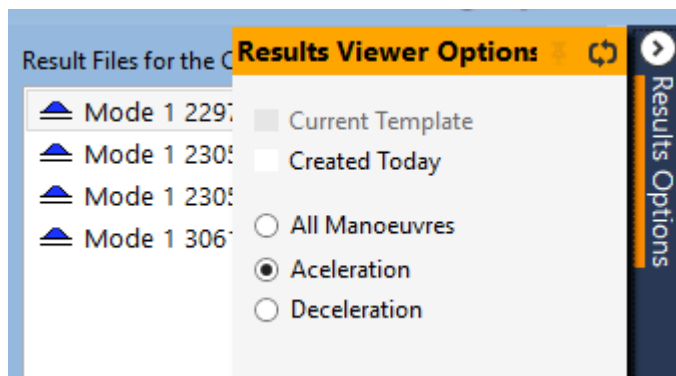 Result Files for the C
Results Viewer Options
Mode 1 2297
Mode 1 2305
Mode 1 2305
Mode 1 3061
Current Template
Created Today
All Manoeuvres
Aceleration
Deceleration
Results Options